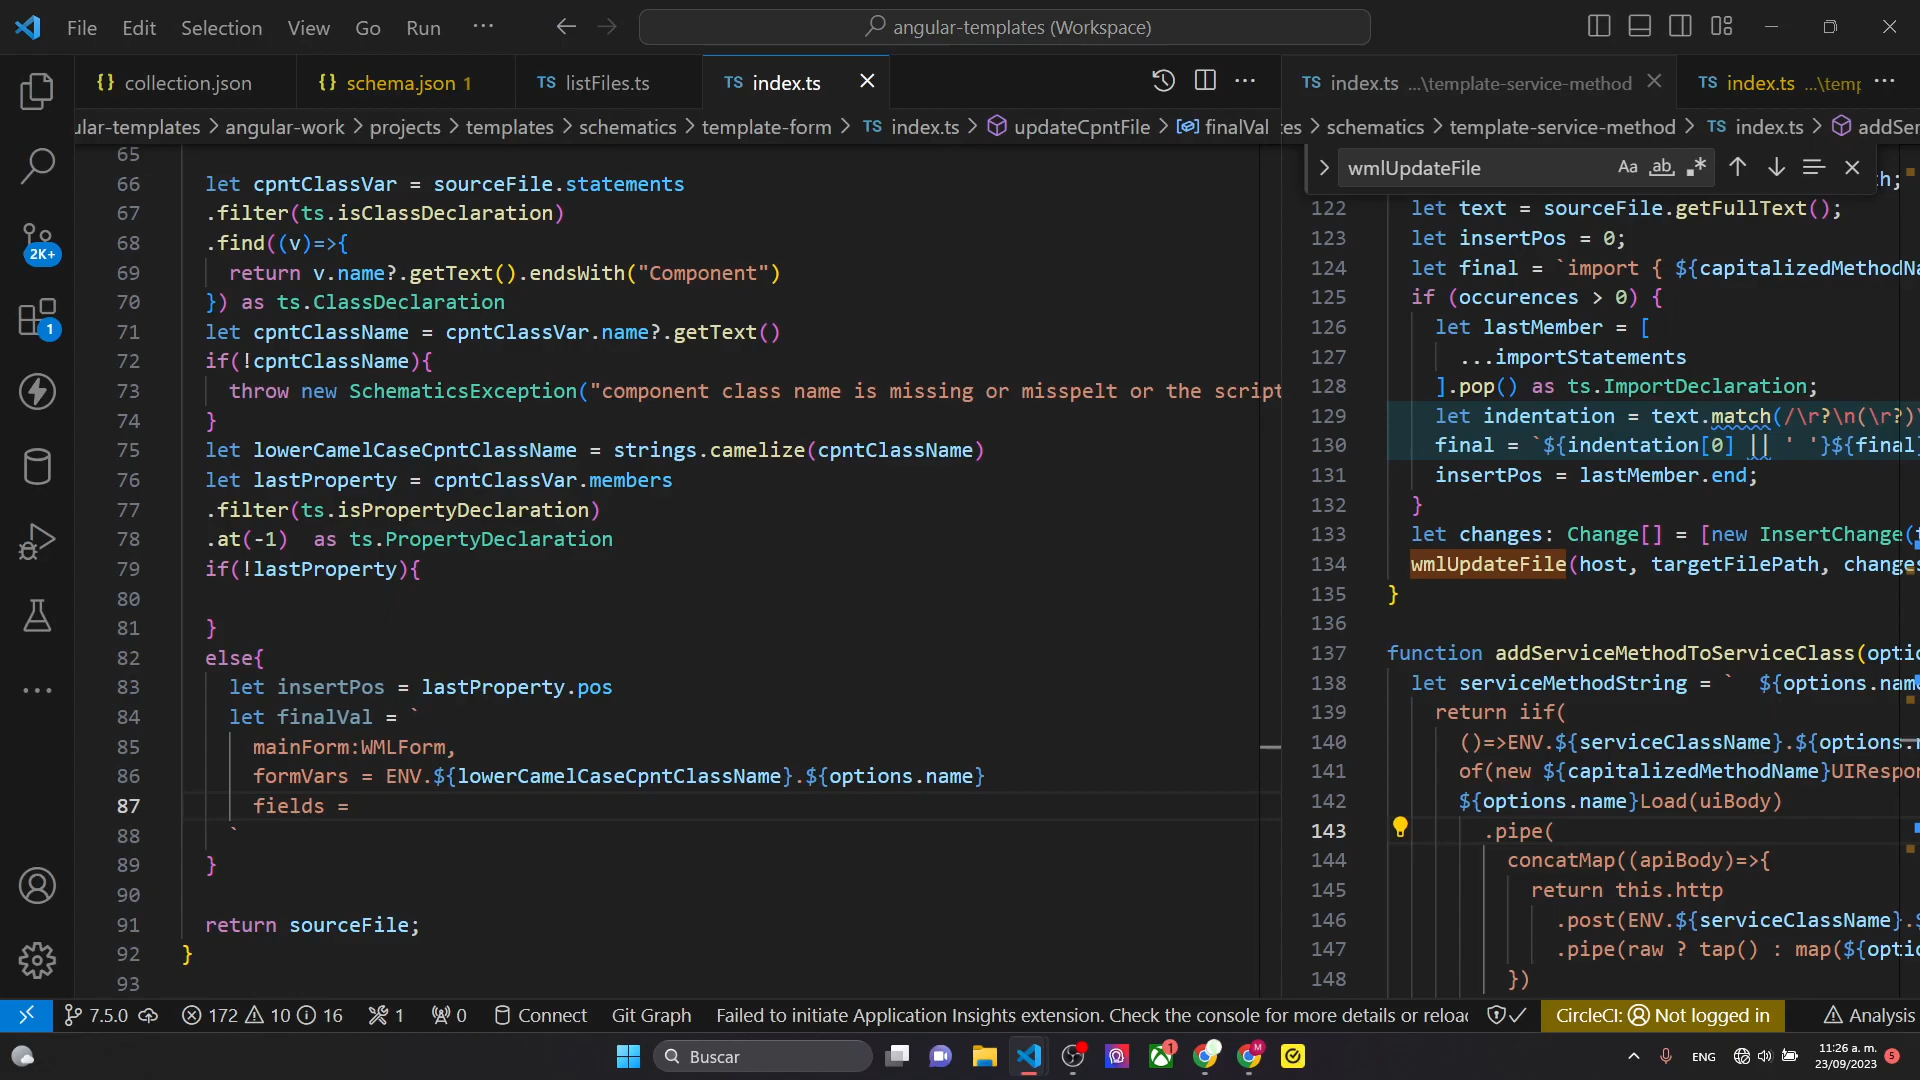 File Edit Selection View Go Run ···
angular-templates (Workspace)
{} collection.json
{} schema.json 1
TS listFiles.ts
TS index.ts
TS index.ts ...\template-service-method
TS index.ts ...\temp
ular-templates > angular-work > projects > templates > schematics > template-form > TS index.ts > updateCpntFile > finalVal
es > schematics > template-service-method > TS index.ts > addSer
65
66 let cpntClassVar = sourceFile.statements
67 .filter(ts.isClassDeclaration)
68 .find((v)=>{
69 return v.name?.getText().endsWith("Component")
70 }) as ts.ClassDeclaration
71 let cpntClassName = cpntClassVar.name?.getText()
72 if(!cpntClassName){
73 throw new SchematicsException("component class name is missing or misspelt or the script
74 }
75 let lowerCamelCaseCpntClassName = strings.camelize(cpntClassName)
76 let lastProperty = cpntClassVar.members
77 .filter(ts.isPropertyDeclaration)
78 .at(-1) as ts.PropertyDeclaration
79 if(!lastProperty){
80
81 }
82 else{
83 let insertPos = lastProperty.pos
84 let finalVal = `
85 mainForm:WMLForm,
86 formVars = ENV.${lowerCamelCaseCpntClassName}.${options.name}
87 fields =
88 `
89 }
90
91 return sourceFile;
92 }
93
wmlUpdateFile
Aa ab .*
h;
122 let text = sourceFile.getFullText();
123 let insertPos = 0;
124 let final = `import { ${capitalizedMethodNa
125 if (occurences > 0) {
126 let lastMember = [
127 ...importStatements
128 ].pop() as ts.ImportDeclaration;
129 let indentation = text.match(/\r?\n(\r?)\
130 final = `${indentation[0] || ' '}${final}
131 insertPos = lastMember.end;
132 }
133 let changes: Change[] = [new InsertChange(
134 wmlUpdateFile(host, targetFilePath, changes
135 }
136
137 function addServiceMethodToServiceClass(optio
138 let serviceMethodString = ` ${options.nam
139 return iif(
140 ()=>ENV.${serviceClassName}.${options.
141 of(new ${capitalizedMethodName}UIRespon
142 ${options.name}Load(uiBody)
143 .pipe(
144 concatMap((apiBody)=>{
145 return this.http
146 .post(ENV.${serviceClassName}.
147 .pipe(raw ? tap() : map(${optio
148 })
2K+
1
7.5.0 172 10 16 1 0 Connect Git Graph Failed to initiate Application Insights extension. Check the console for more details or reloa CircleCI: Not logged in Analysis
Buscar
1
M
ENG
11:26 a. m.
23/09/2023
5